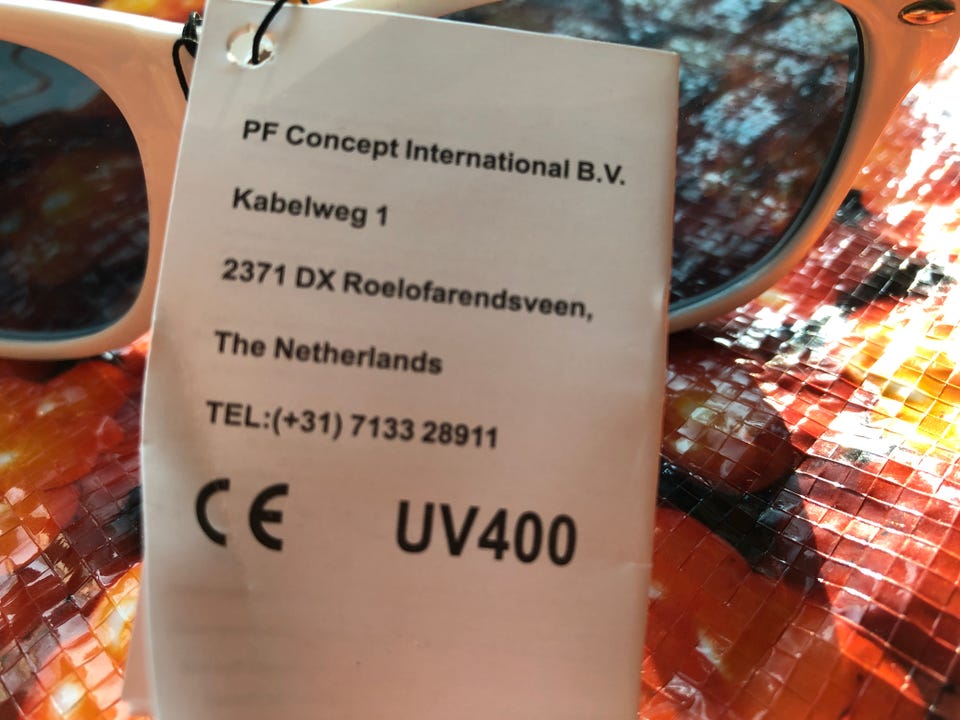 PF Concept International B.V.
Kabelweg 1
2371 DX Roelofarendsveen,
The Netherlands
TEL:(+31) 7133 28911
CE UV400